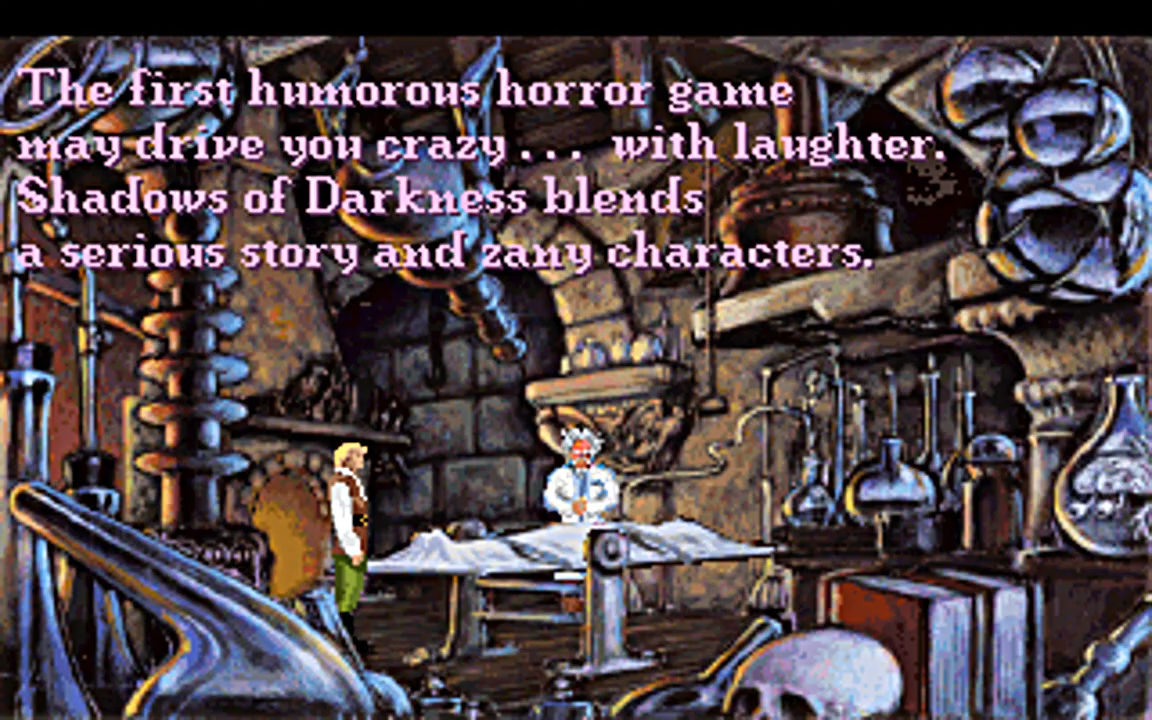 The first humorous horror game
may drive you crazy . . . with laughter.
Shadows of Darkness blends
a serious story and zany characters.